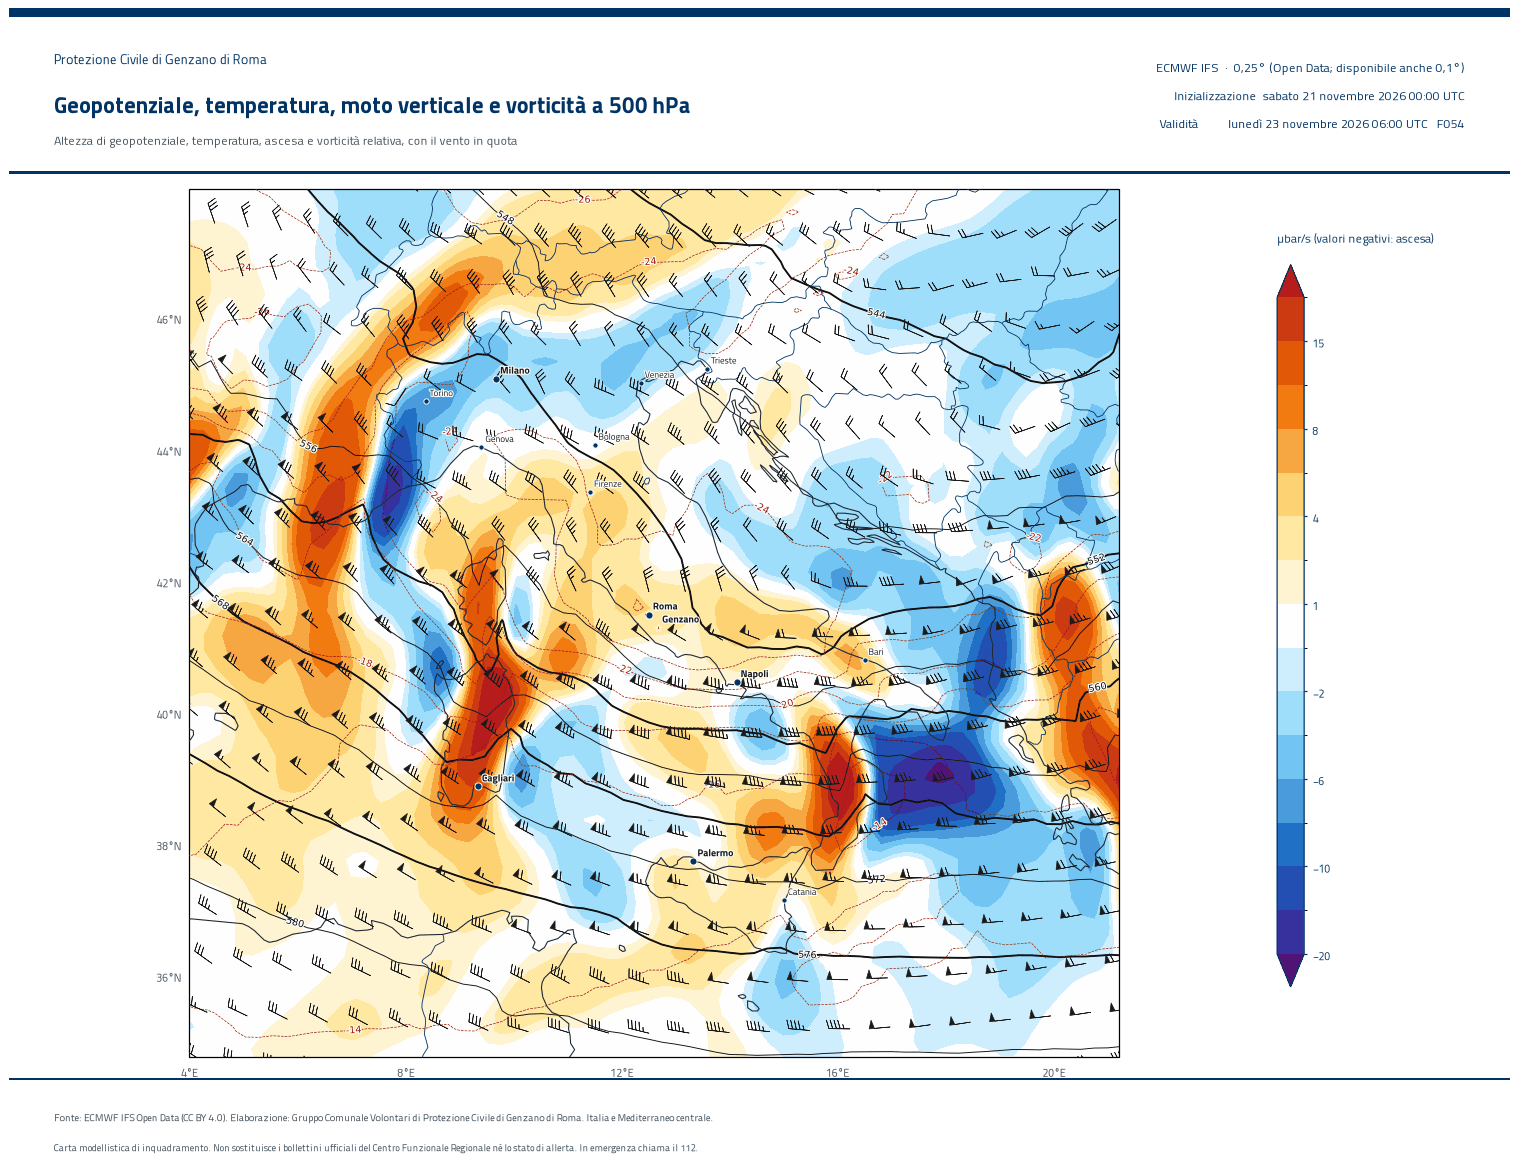 Protezione Civile di Genzano di Roma
Geopotenziale, temperatura, moto verticale e vorticità a 500 hPa
Altezza di geopotenziale, temperatura, ascesa e vorticità relativa, con il vento in quota
ECMWF IFS · 0,25° (Open Data; disponibile anche 0,1°)
Inizializzazione sabato 21 novembre 2026 00:00 UTC
Validità lunedì 23 novembre 2026 06:00 UTC F054
µbar/s (valori negativi: ascesa)
15
8
4
1
−2
−6
−10
−20
46°N
44°N
42°N
40°N
38°N
36°N
4°E
8°E
12°E
16°E
20°E
548
-26
-24
24
-24
544
Milano
Torino
Venezia
Trieste
Genova
Bologna
Firenze
556
-24
-24
564
-22
552
568
Roma
Genzano
Bari
-18
-22
Napoli
560
20
Cagliari
-14
Palermo
572
Catania
580
576
14
Fonte: ECMWF IFS Open Data (CC BY 4.0). Elaborazione: Gruppo Comunale Volontari di Protezione Civile di Genzano di Roma. Italia e Mediterraneo centrale.
Carta modellistica di inquadramento. Non sostituisce i bollettini ufficiali del Centro Funzionale Regionale né lo stato di allerta. In emergenza chiama il 112.